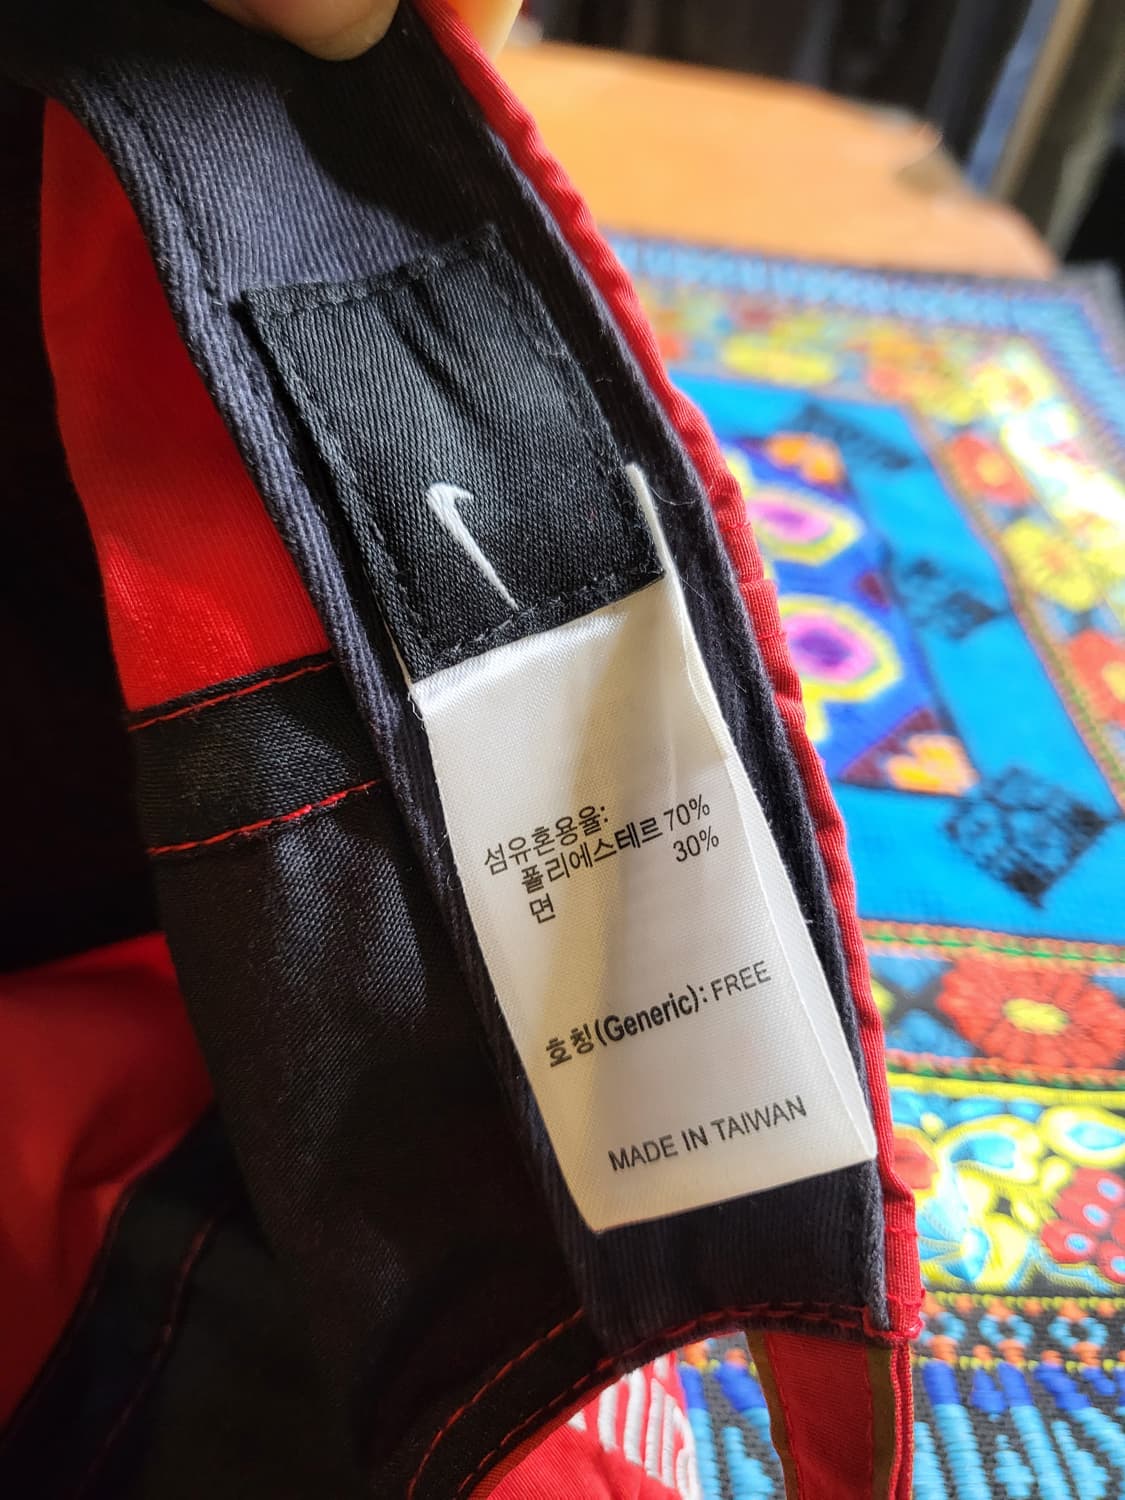 섬유혼용율:
폴리에스테르 70%
면 30%
호칭(Generic): FREE
MADE IN TAIWAN